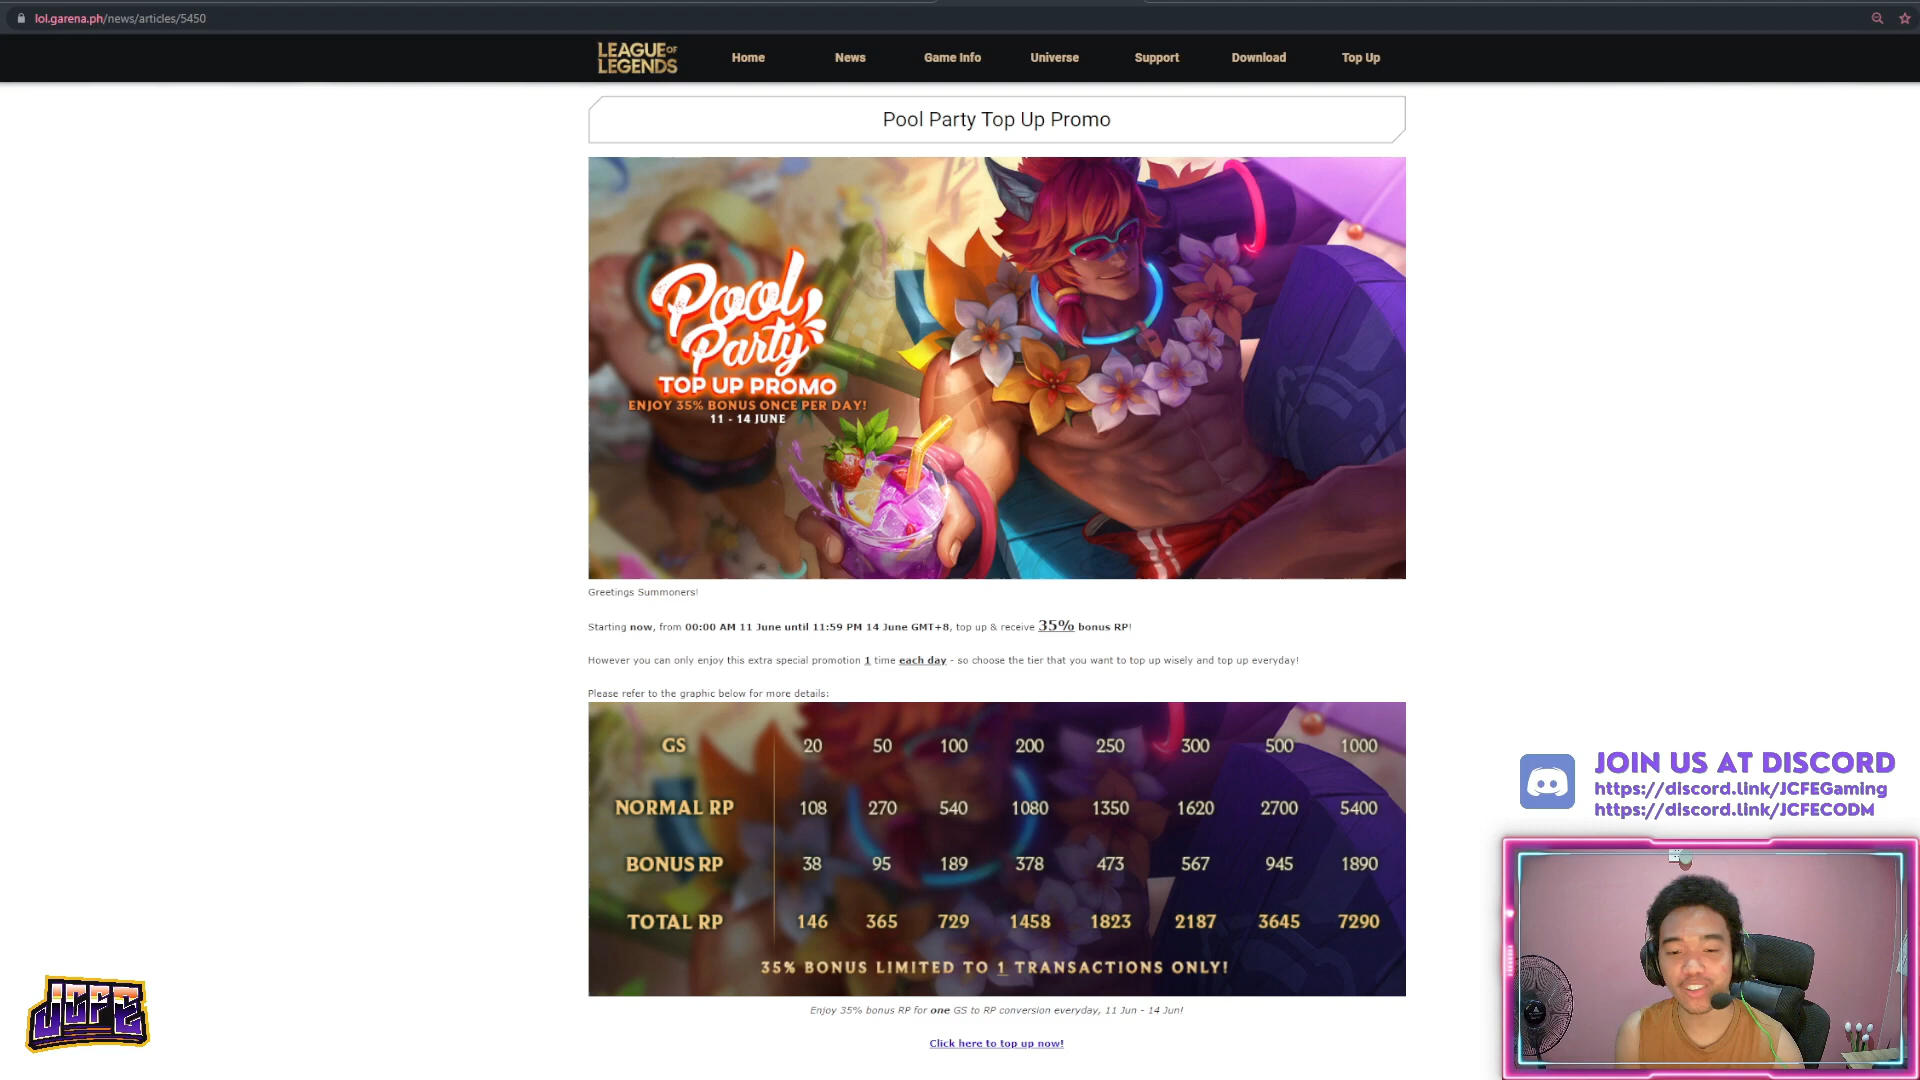 lol.garena.ph/news/articles/5450
LEAGUE OF
LEGENDS
Home
News
Game Info
Universe
Support
Download
Top Up
Pool Party Top Up Promo
Pool
Party
TOP UP PROMO
ENJOY 35% BONUS ONCE PER DAY!
11 - 14 JUNE
Greetings Summoners!
Starting now, from 00:00 AM 11 June until 11:59 PM 14 June GMT+8, top up & receive 35% bonus RP!
However you can only enjoy this extra special promotion 1 time each day - so choose the tier that you want to top up wisely and top up everyday!
Please refer to the graphic below for more details:
GS 20 50 100 200 250 300 500 1000
NORMAL RP 108 270 540 1080 1350 1620 2700 5400
BONUS RP 38 95 189 378 473 567 945 1890
TOTAL RP 146 365 729 1458 1823 2187 3645 7290
35% BONUS LIMITED TO 1 TRANSACTIONS ONLY!
Enjoy 35% bonus RP for one GS to RP conversion everyday, 11 Jun - 14 Jun!
Click here to top up now!
JOIN US AT DISCORD
https://discord.link/JCFEGaming
https://discord.link/JCFECODM
JCFE